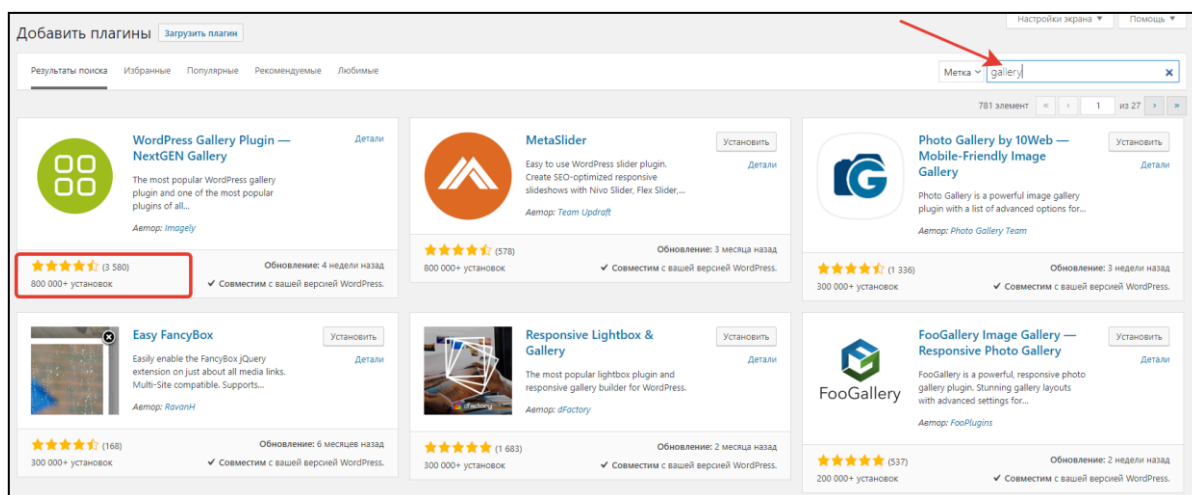 Настройки экрана ▼ Помощь ▼
Добавить плагины Загрузить плагин
Результаты поиска Избранные Популярные Рекомендуемые Любимые
Метка gallery
781 элемент « ‹ 1 из 27 › »
WordPress Gallery Plugin —
NextGEN Gallery
Детали
The most popular WordPress gallery
plugin and one of the most popular
plugins of all...
Автор: Imagely
(3 580)
800 000+ установок
Обновление: 4 недели назад
✓ Совместим с вашей версией WordPress.
MetaSlider
Установить
Детали
Easy to use WordPress slider plugin.
Create SEO-optimized responsive
slideshows with Nivo Slider, Flex Slider,...
Автор: Team Updraft
(578)
800 000+ установок
Обновление: 3 месяца назад
✓ Совместим с вашей версией WordPress.
Photo Gallery by 10Web —
Mobile-Friendly Image
Gallery
Установить
Детали
Photo Gallery is a powerful image gallery
plugin with a list of advanced options for...
Автор: Photo Gallery Team
(1 336)
300 000+ установок
Обновление: 3 недели назад
✓ Совместим с вашей версией WordPress.
Easy FancyBox
Установить
Детали
Easily enable the FancyBox jQuery
extension on just about all media links.
Multi-Site compatible. Supports...
Автор: RavanH
(168)
300 000+ установок
Обновление: 6 месяцев назад
✓ Совместим с вашей версией WordPress.
dFactory
Responsive Lightbox &
Gallery
Установить
Детали
The most popular lightbox plugin and
responsive gallery builder for WordPress.
Автор: dFactory
(1 683)
300 000+ установок
Обновление: 2 месяца назад
✓ Совместим с вашей версией WordPress.
FooGallery
FooGallery Image Gallery —
Responsive Photo Gallery
Установить
Детали
FooGallery is a powerful, responsive photo
gallery plugin. Stunning gallery layouts
with advanced settings for...
Автор: FooPlugins
(537)
200 000+ установок
Обновление: 2 недели назад
✓ Совместим с вашей версией WordPress.